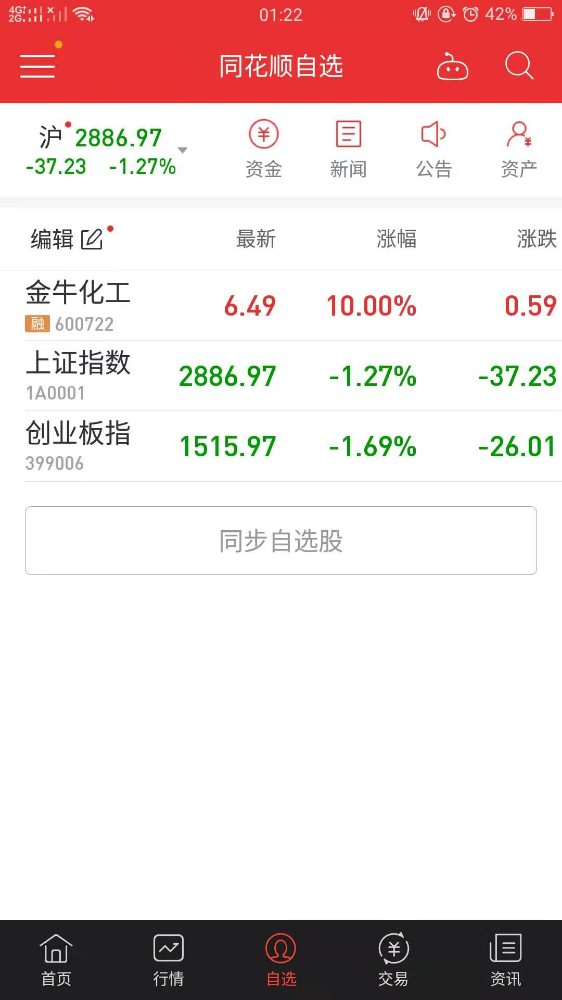 4G+
2G
01:22
42%
同花顺自选
沪 2886.97
-37.23 -1.27%
资金 新闻 公告 资产
编辑 最新 涨幅 涨跌
金牛化工 6.49 10.00% 0.59
融 600722
上证指数 2886.97 -1.27% -37.23
1A0001
创业板指 1515.97 -1.69% -26.01
399006
同步自选股
首页 行情 自选 交易 资讯